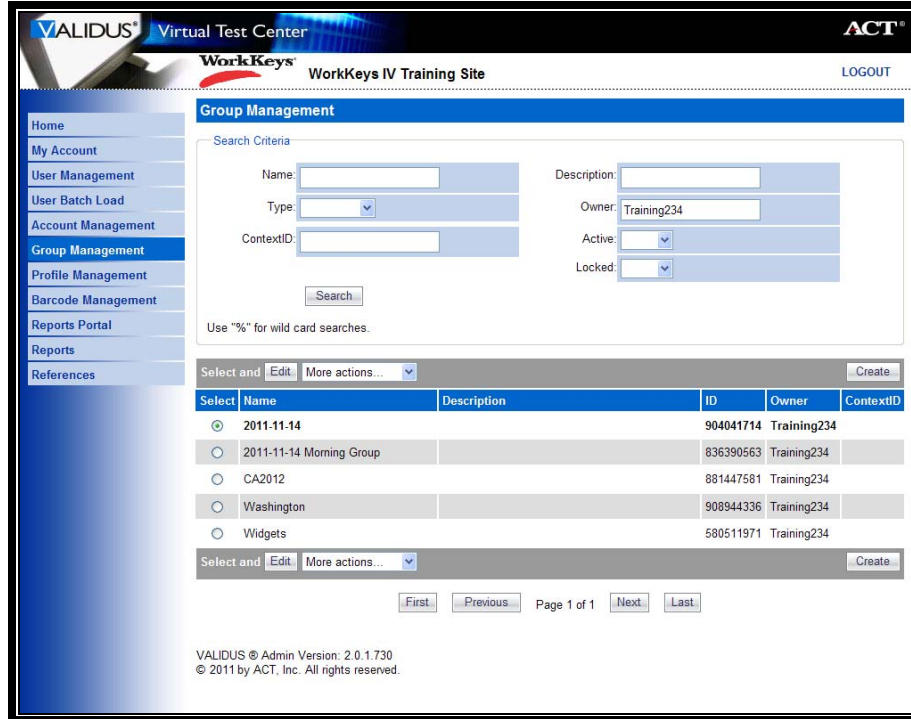 VALIDUS® Virtual Test Center ACT®
WorkKeys® WorkKeys IV Training Site LOGOUT
Home
My Account
User Management
User Batch Load
Account Management
Group Management
Profile Management
Barcode Management
Reports Portal
Reports
References
Group Management
Search Criteria
Name: Description:
Type: Owner: Training234
ContextID: Active:
Locked:
Search
Use "%" for wild card searches.
Select and Edit More actions... Create
Select Name Description ID Owner ContextID
2011-11-14 904041714 Training234
2011-11-14 Morning Group 836390563 Training234
CA2012 881447581 Training234
Washington 908944336 Training234
Widgets 580511971 Training234
Select and Edit More actions... Create
First Previous Page 1 of 1 Next Last
VALIDUS ® Admin Version: 2.0.1.730
© 2011 by ACT, Inc. All rights reserved.